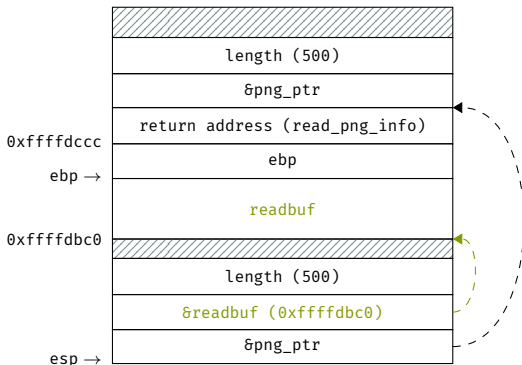 length (500)
&png_ptr
return address (read_png_info)
0xffffdccc
ebp
ebp →
readbuf
0xffffdbc0
length (500)
&readbuf (0xffffdbc0)
&png_ptr
esp →